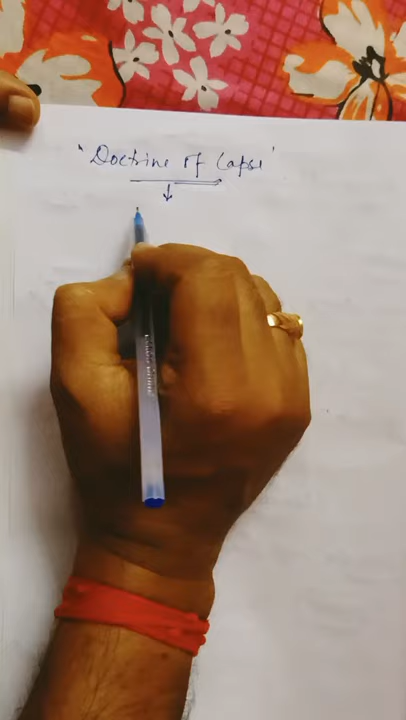 "Doctrine of Lapse"
↓